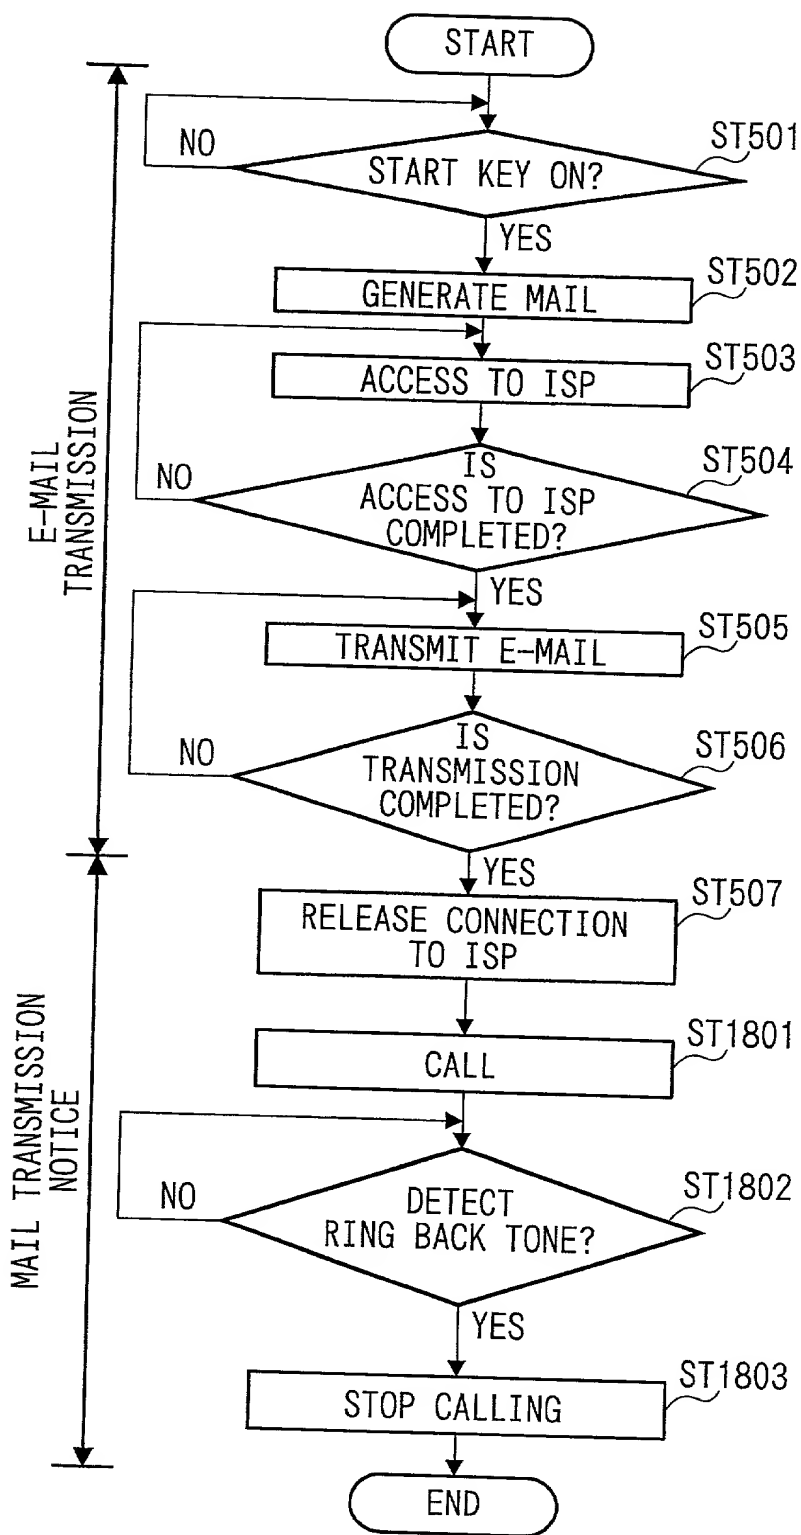 START
NO
START KEY ON?
ST501
YES
GENERATE MAIL
ST502
ACCESS TO ISP
ST503
NO
IS
ACCESS TO ISP
COMPLETED?
ST504
YES
TRANSMIT E-MAIL
ST505
NO
IS
TRANSMISSION
COMPLETED?
ST506
E-MAIL
TRANSMISSION
YES
RELEASE CONNECTION
TO ISP
ST507
CALL
ST1801
NO
DETECT
RING BACK TONE?
ST1802
YES
STOP CALLING
ST1803
MAIL TRANSMISSION
NOTICE
END